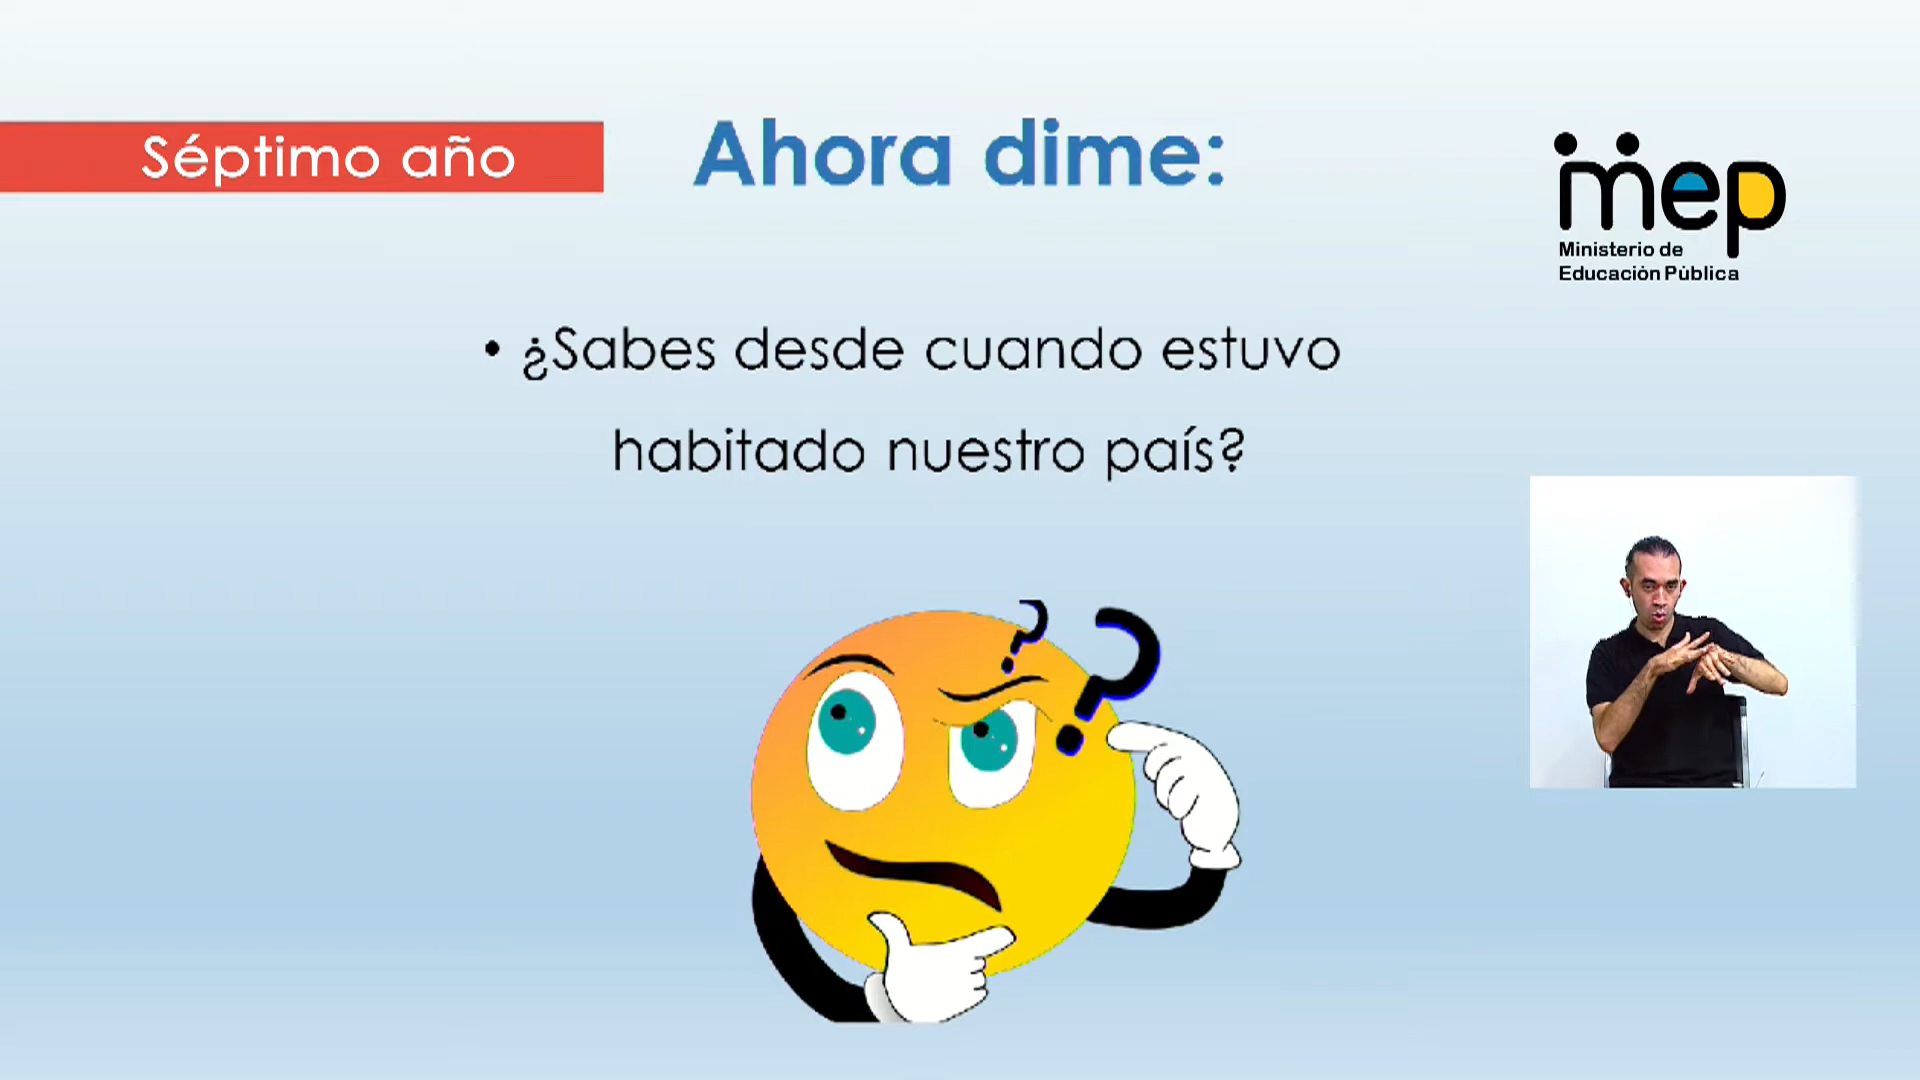 Séptimo año
Ahora dime:
mep
Ministerio de
Educación Pública
• ¿Sabes desde cuando estuvo
habitado nuestro país?
? ?